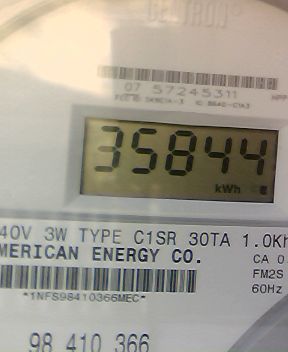 CENTRON®
07 57245311
35844
kWh
40V 3W TYPE C1SR 30TA 1.0Kh
MERICAN ENERGY CO.
CA 0.
FM2S
60Hz
*1NFS98410366MEC*
98 410 366